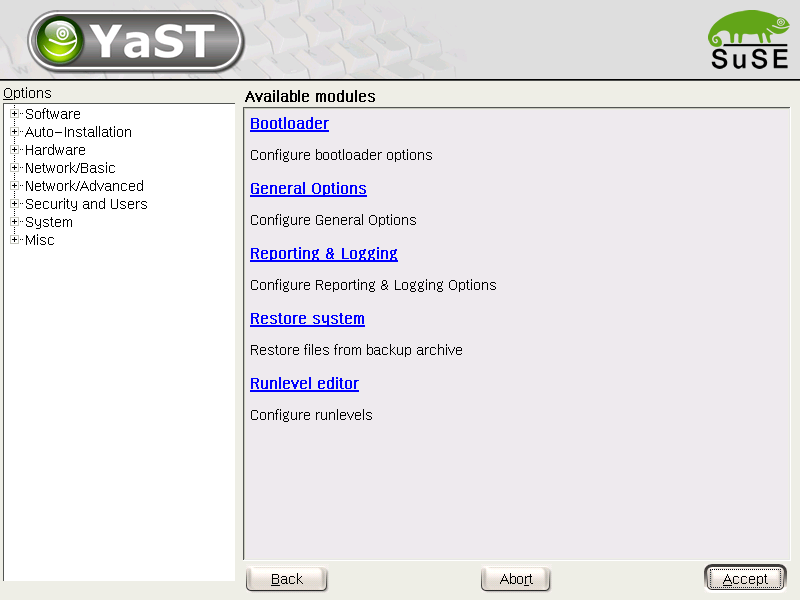 YaST
SuSE
Options
Software
Auto-Installation
Hardware
Network/Basic
Network/Advanced
Security and Users
System
Misc
Available modules
Bootloader
Configure bootloader options
General Options
Configure General Options
Reporting & Logging
Configure Reporting & Logging Options
Restore system
Restore files from backup archive
Runlevel editor
Configure runlevels
Back
Abort
Accept